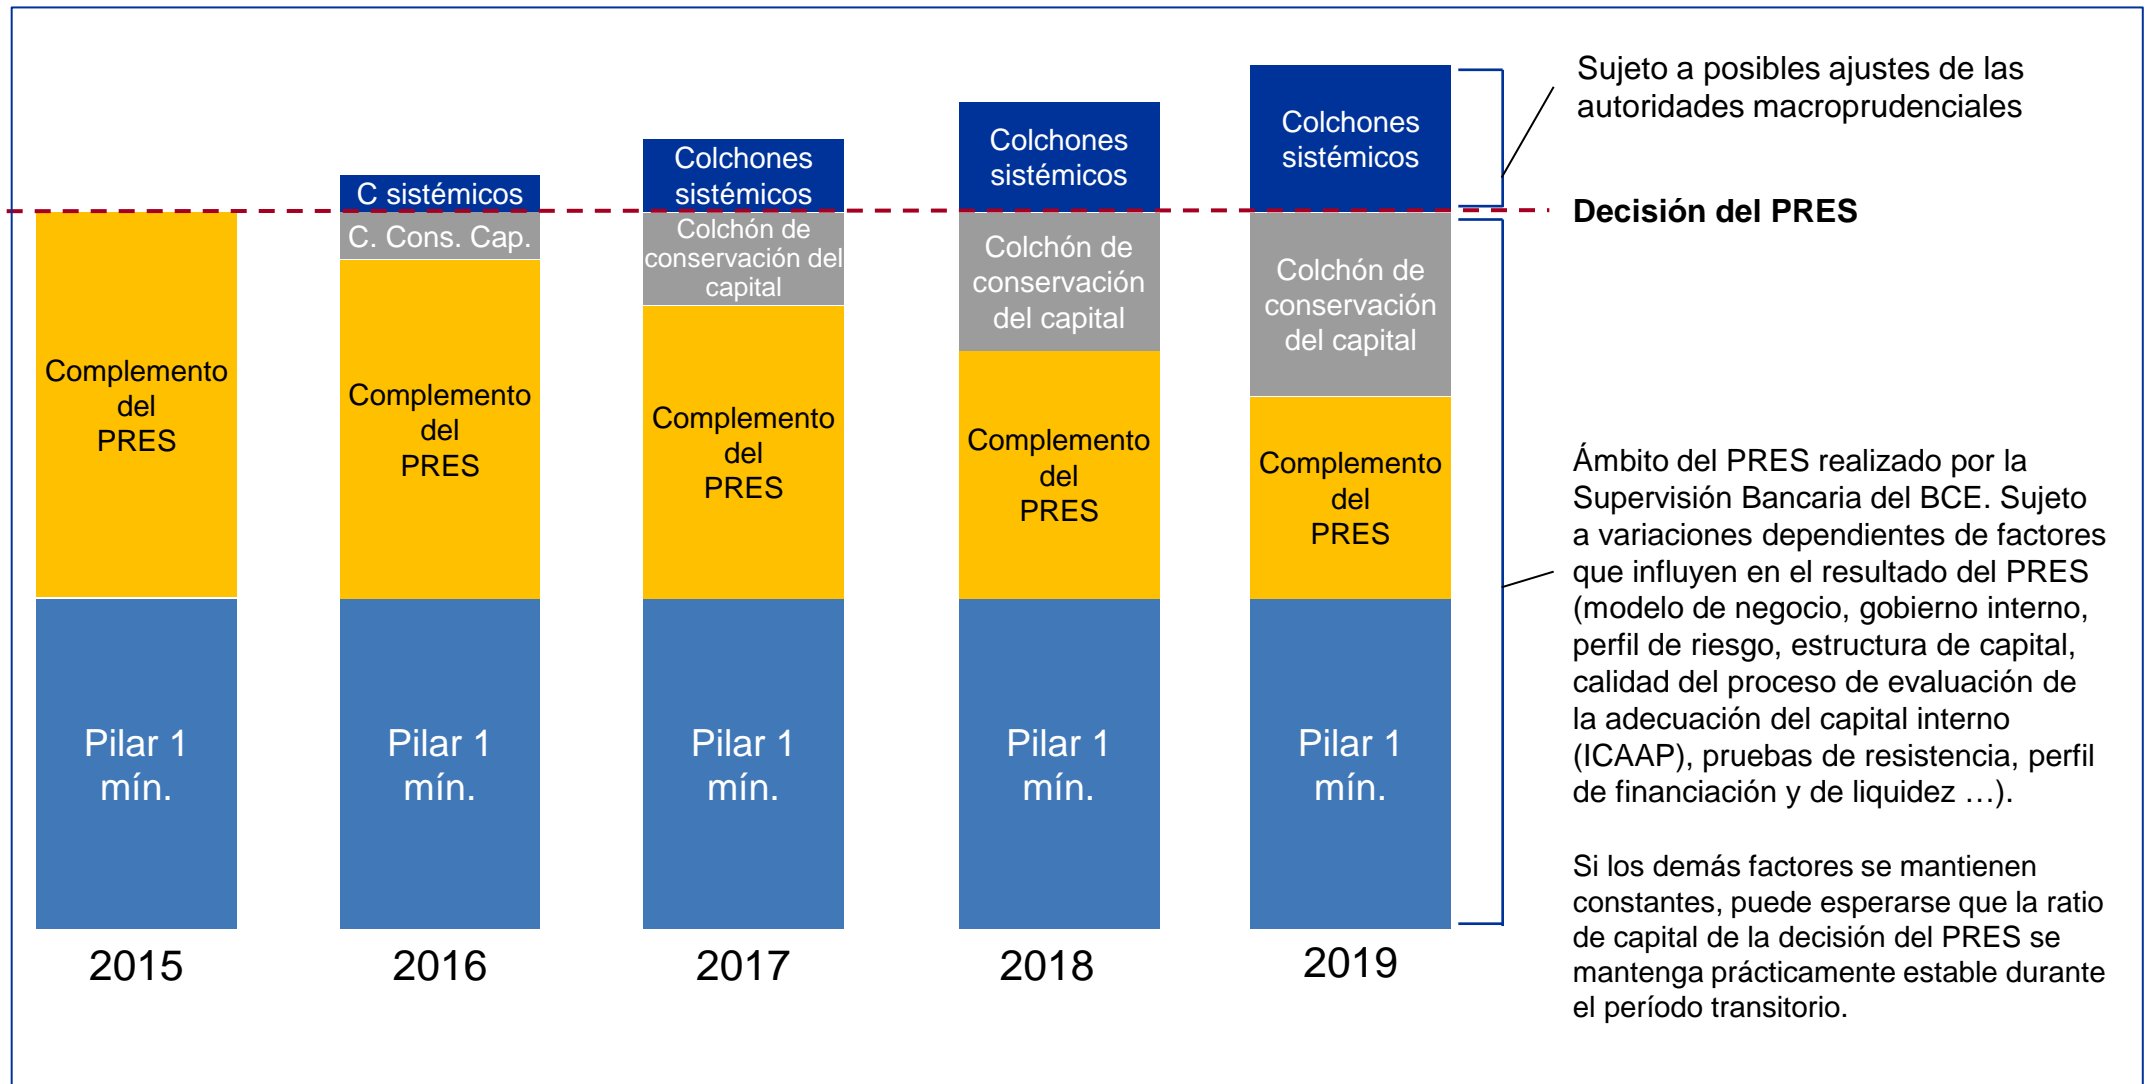 Complemento
del
PRES
Pilar 1
mín.
2015
C sistémicos
C. Cons. Cap.
Complemento
del
PRES
Pilar 1
mín.
2016
Colchones
sistémicos
Colchón de
conservación del
capital
Complemento
del
PRES
Pilar 1
mín.
2017
Colchones
sistémicos
Colchón de
conservación
del capital
Complemento
del
PRES
Pilar 1
mín.
2018
Colchones
sistémicos
Colchón de
conservación
del capital
Complemento
del
PRES
Pilar 1
mín.
2019
Sujeto a posibles ajustes de las
autoridades macroprudenciales
Decisión del PRES
Ámbito del PRES realizado por la
Supervisión Bancaria del BCE. Sujeto
a variaciones dependientes de factores
que influyen en el resultado del PRES
(modelo de negocio, gobierno interno,
perfil de riesgo, estructura de capital,
calidad del proceso de evaluación de
la adecuación del capital interno
(ICAAP), pruebas de resistencia, perfil
de financiación y de liquidez …).
Si los demás factores se mantienen
constantes, puede esperarse que la ratio
de capital de la decisión del PRES se
mantenga prácticamente estable durante
el período transitorio.